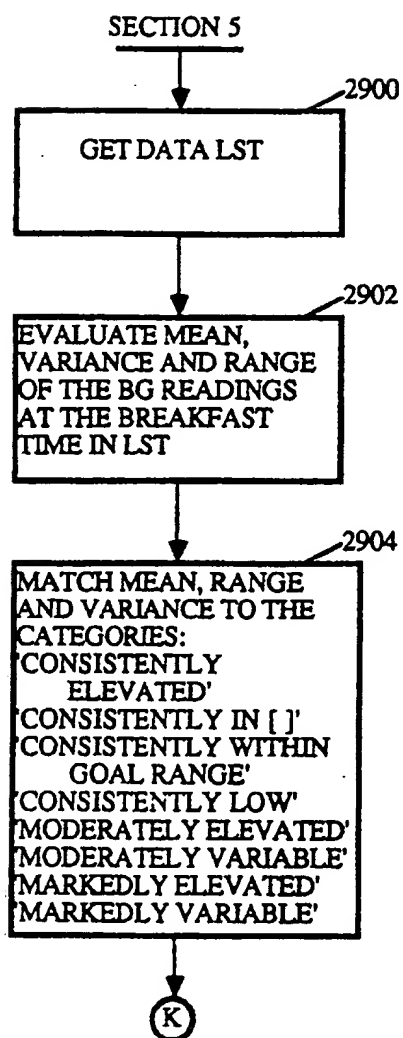 SECTION 5
2900
GET DATA LST
2902
EVALUATE MEAN,
VARIANCE AND RANGE
OF THE BG READINGS
AT THE BREAKFAST
TIME IN LST
2904
MATCH MEAN, RANGE
AND VARIANCE TO THE
CATEGORIES:
'CONSISTENTLY
ELEVATED'
'CONSISTENTLY IN [ ]'
'CONSISTENTLY WITHIN
GOAL RANGE'
'CONSISTENTLY LOW'
'MODERATELY ELEVATED'
'MODERATELY VARIABLE'
'MARKEDLY ELEVATED'
'MARKEDLY VARIABLE'
K